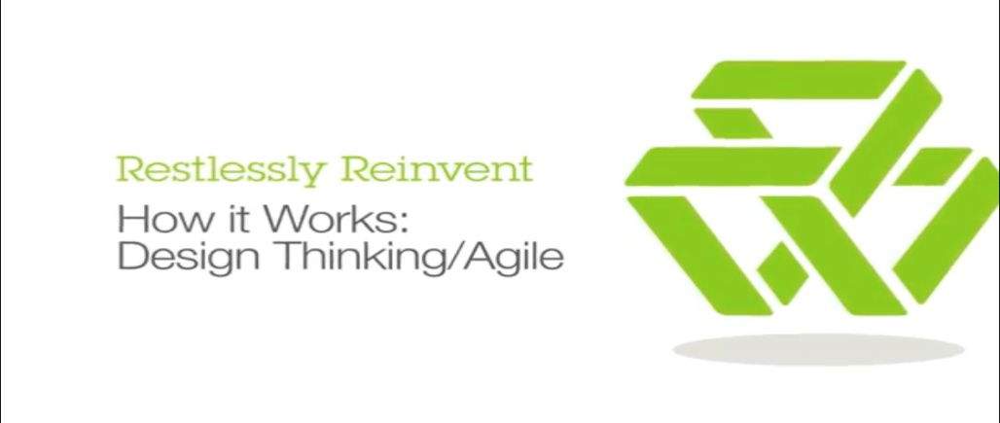 Restlessly Reinvent
How it Works:
Design Thinking/Agile